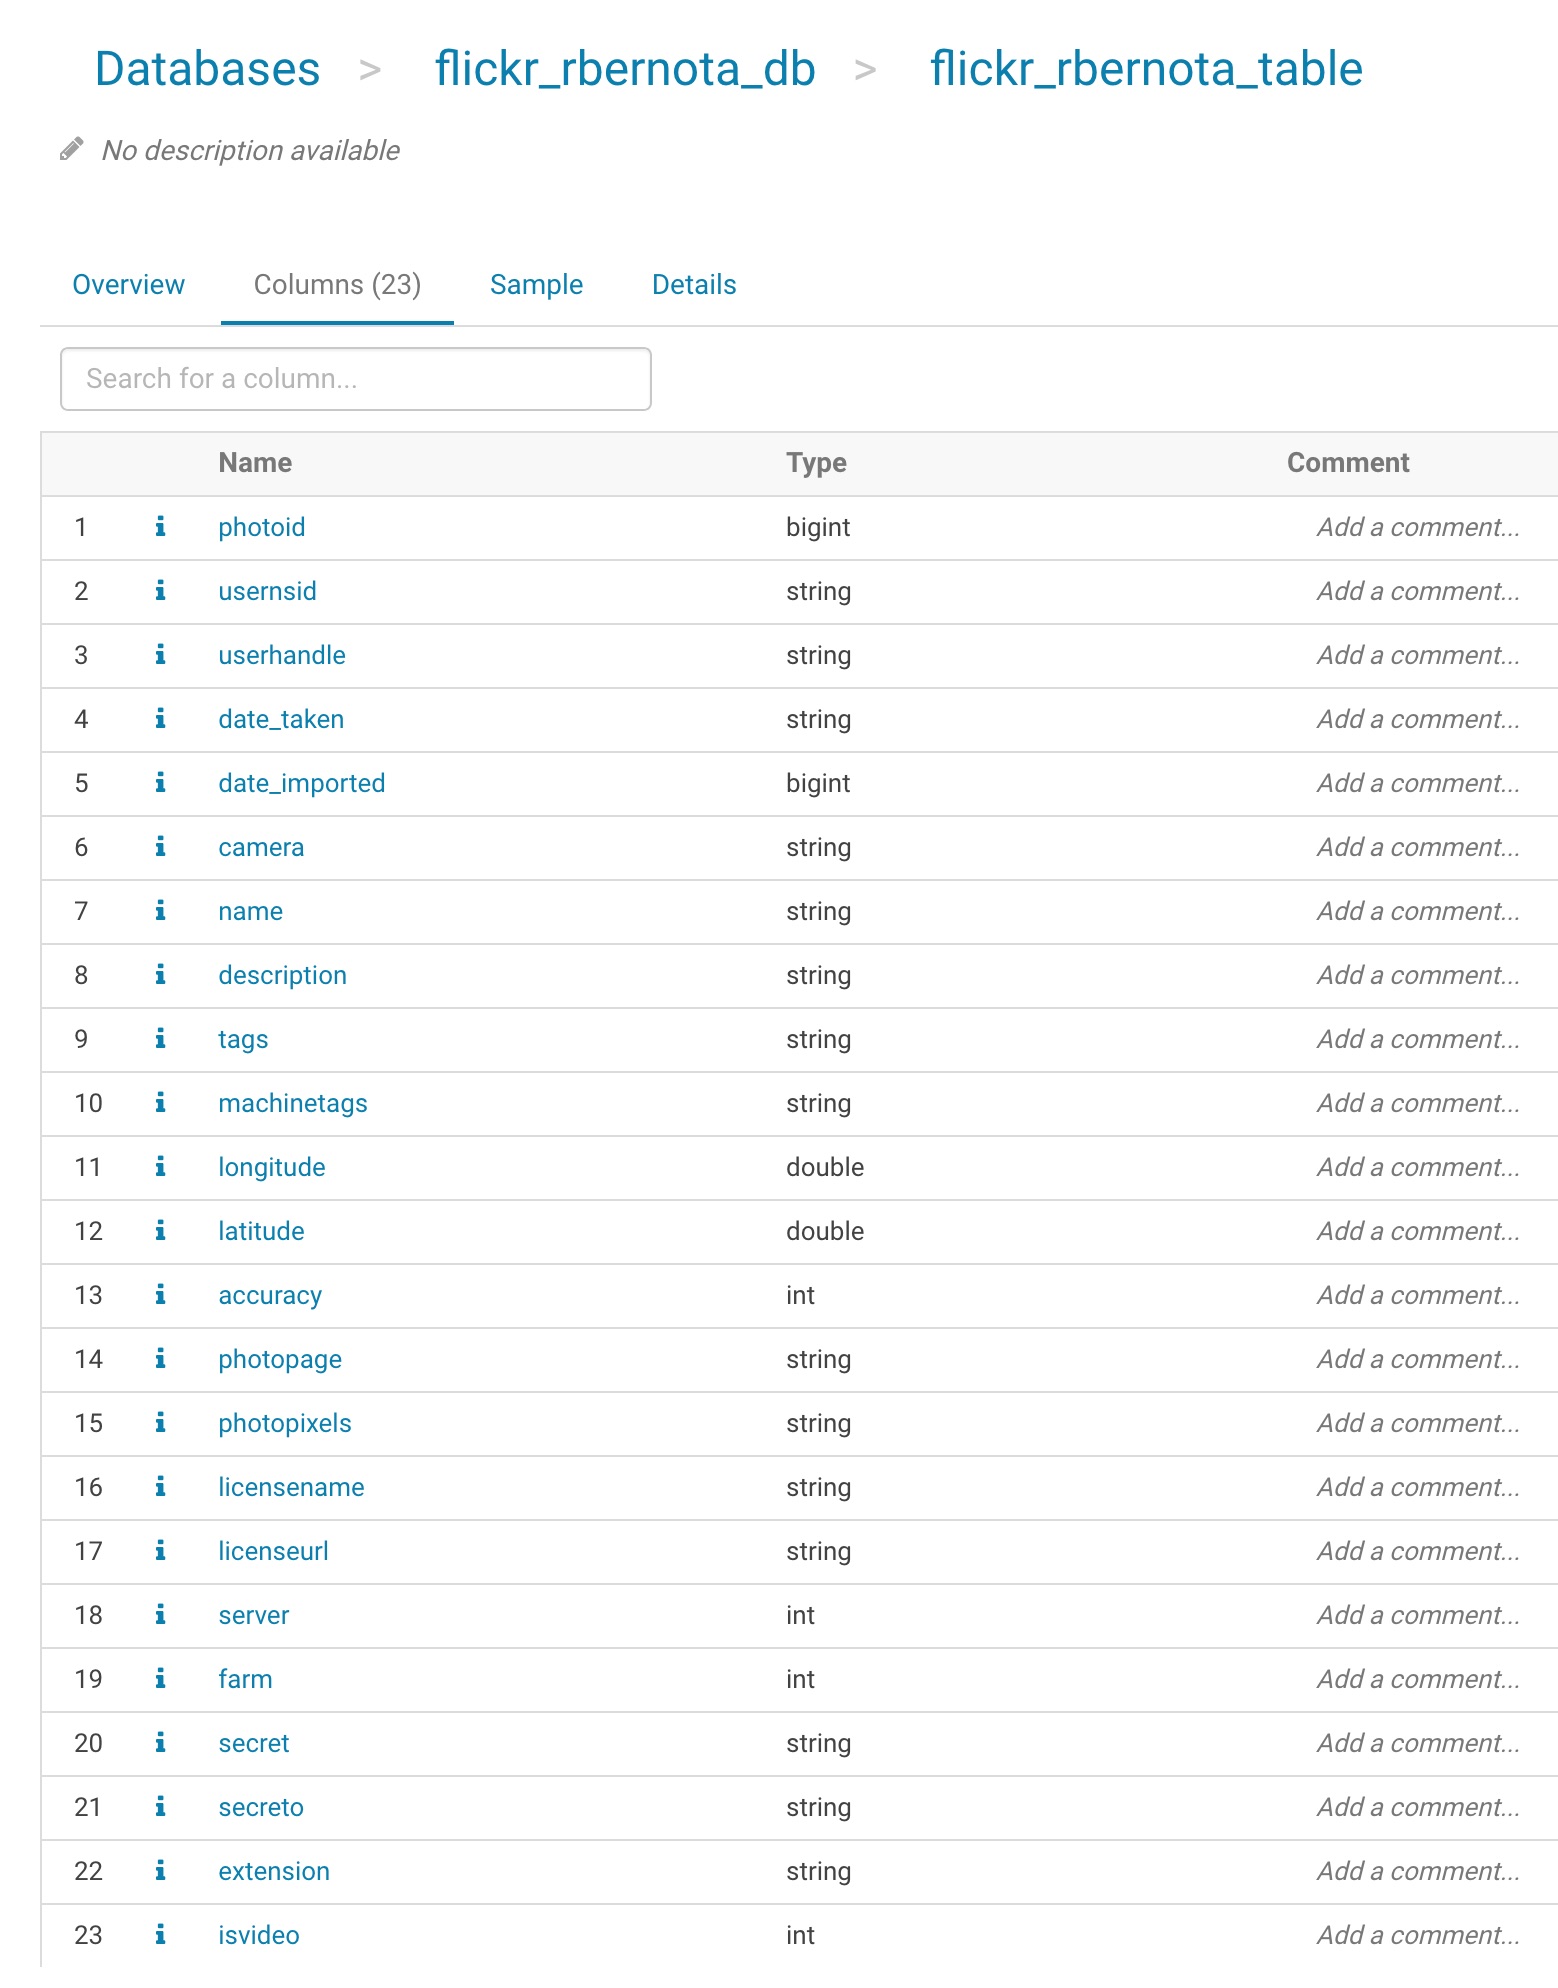 Databases > flickr_rbernota_db > flickr_rbernota_table
No description available
Overview Columns (23) Sample Details
Search for a column...
Name Type Comment
1 i photoid bigint Add a comment...
2 i usernsid string Add a comment...
3 i userhandle string Add a comment...
4 i date_taken string Add a comment...
5 i date_imported bigint Add a comment...
6 i camera string Add a comment...
7 i name string Add a comment...
8 i description string Add a comment...
9 i tags string Add a comment...
10 i machinetags string Add a comment...
11 i longitude double Add a comment...
12 i latitude double Add a comment...
13 i accuracy int Add a comment...
14 i photopage string Add a comment...
15 i photopixels string Add a comment...
16 i licensename string Add a comment...
17 i licenseurl string Add a comment...
18 i server int Add a comment...
19 i farm int Add a comment...
20 i secret string Add a comment...
21 i secreto string Add a comment...
22 i extension string Add a comment...
23 i isvideo int Add a comment...